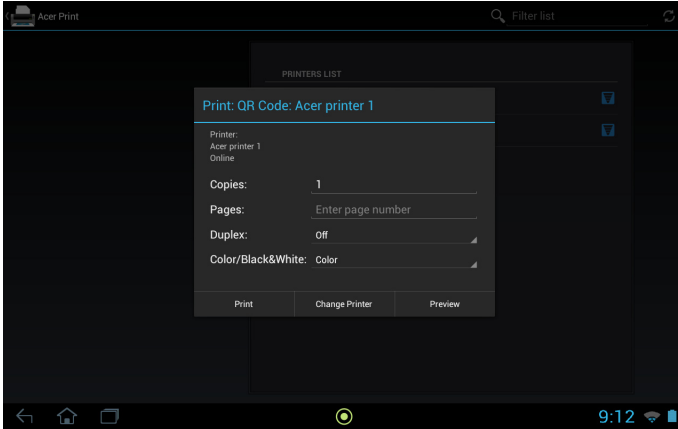 Acer Print
Filter list
PRINTERS LIST
Print: QR Code: Acer printer 1
Printer:
Acer printer 1
Online
Copies: 1
Pages: Enter page number
Duplex: Off
Color/Black&White: Color
Print Change Printer Preview
9:12